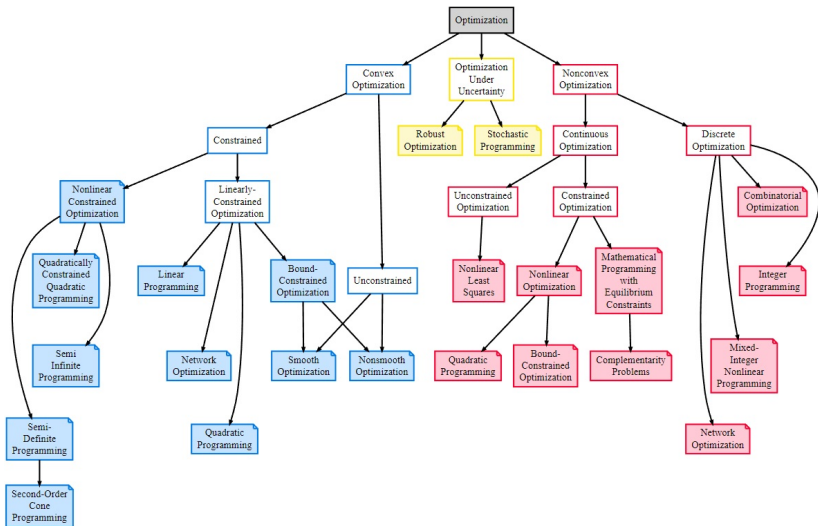 Optimization
Convex
Optimization
Optimization
Under
Uncertainty
Nonconvex
Optimization
Constrained
Robust
Optimization
Stochastic
Programming
Continuous
Optimization
Discrete
Optimization
Nonlinear
Constrained
Optimization
Linearly-
Constrained
Optimization
Unconstrained
Optimization
Constrained
Optimization
Combinatorial
Optimization
Quadratically
Constrained
Quadratic
Programming
Linear
Programming
Bound-
Constrained
Optimization
Unconstrained
Nonlinear
Least
Squares
Nonlinear
Optimization
Mathematical
Programming
with
Equilibrium
Constraints
Integer
Programming
Semi
Infinite
Programming
Network
Optimization
Smooth
Optimization
Nonsmooth
Optimization
Quadratic
Programming
Bound-
Constrained
Optimization
Complementarity
Problems
Mixed-
Integer
Nonlinear
Programming
Semi-
Definite
Programming
Quadratic
Programming
Network
Optimization
Second-Order
Cone
Programming